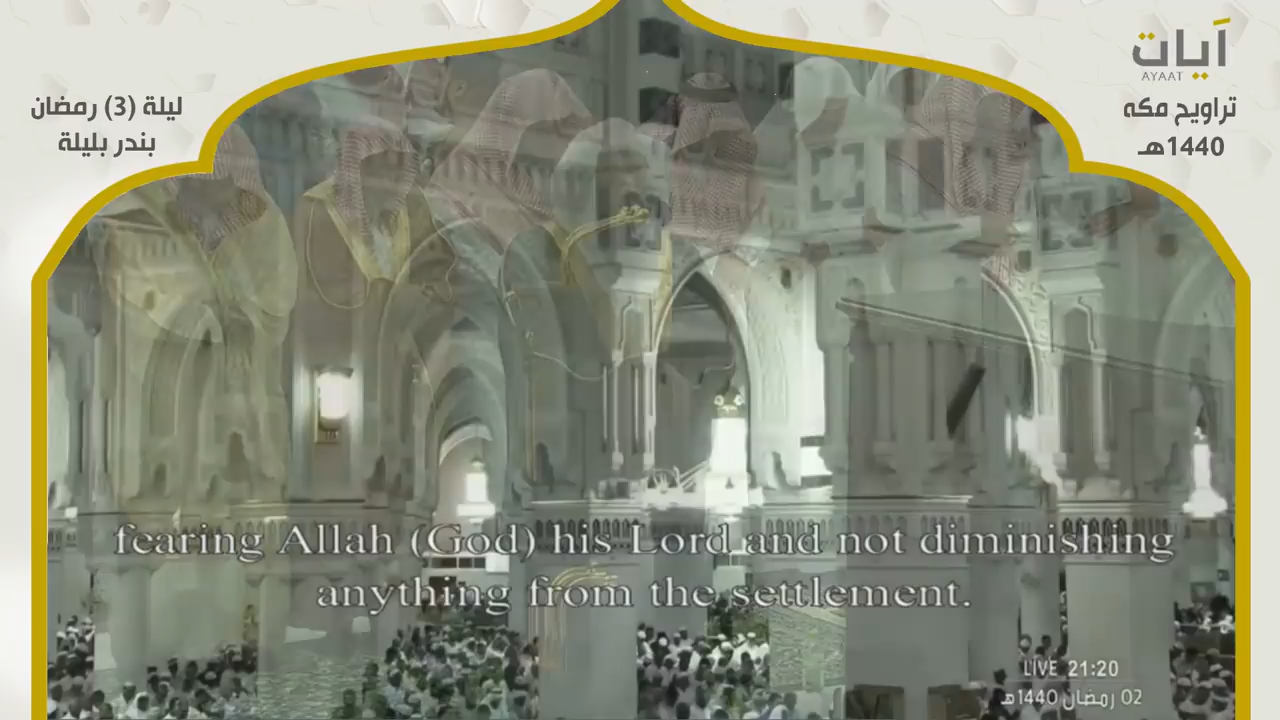 آيات
AYAAT
تراويح مكه
1440هـ
ليلة (3) رمضان
بندر بليلة
fearing Allah (God) his Lord and not diminishing
anything from the settlement.
LIVE 21:20
02 رمضان 1440هـ